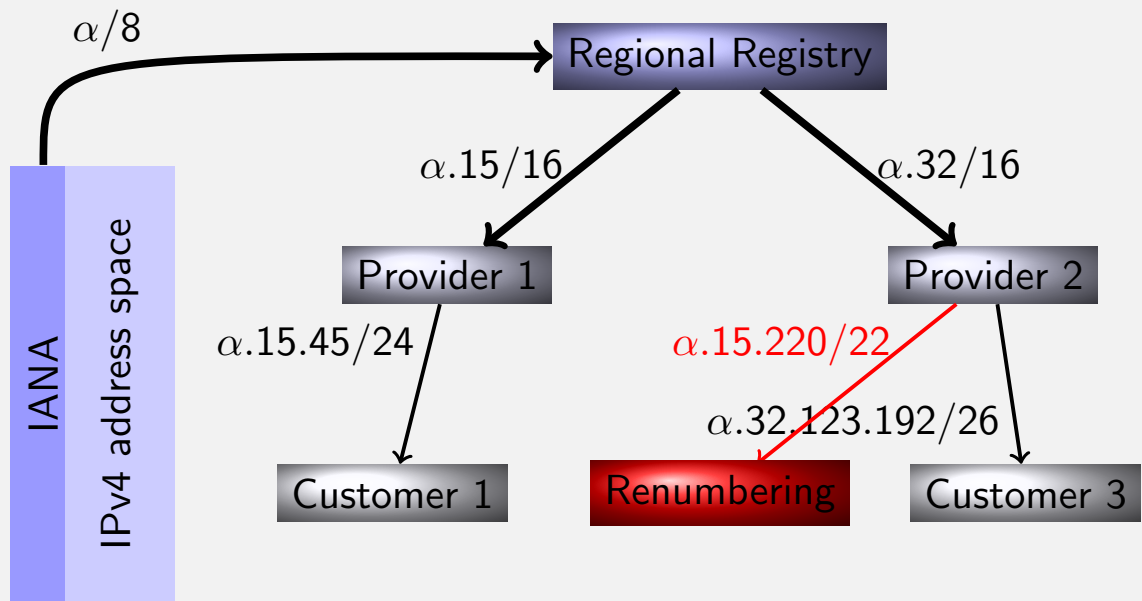 α/8
Regional Registry
α.15/16
α.32/16
IANA
IPv4 address space
Provider 1
Provider 2
α.15.45/24
α.15.220/22
α.32.123.192/26
Customer 1
Renumbering
Customer 3